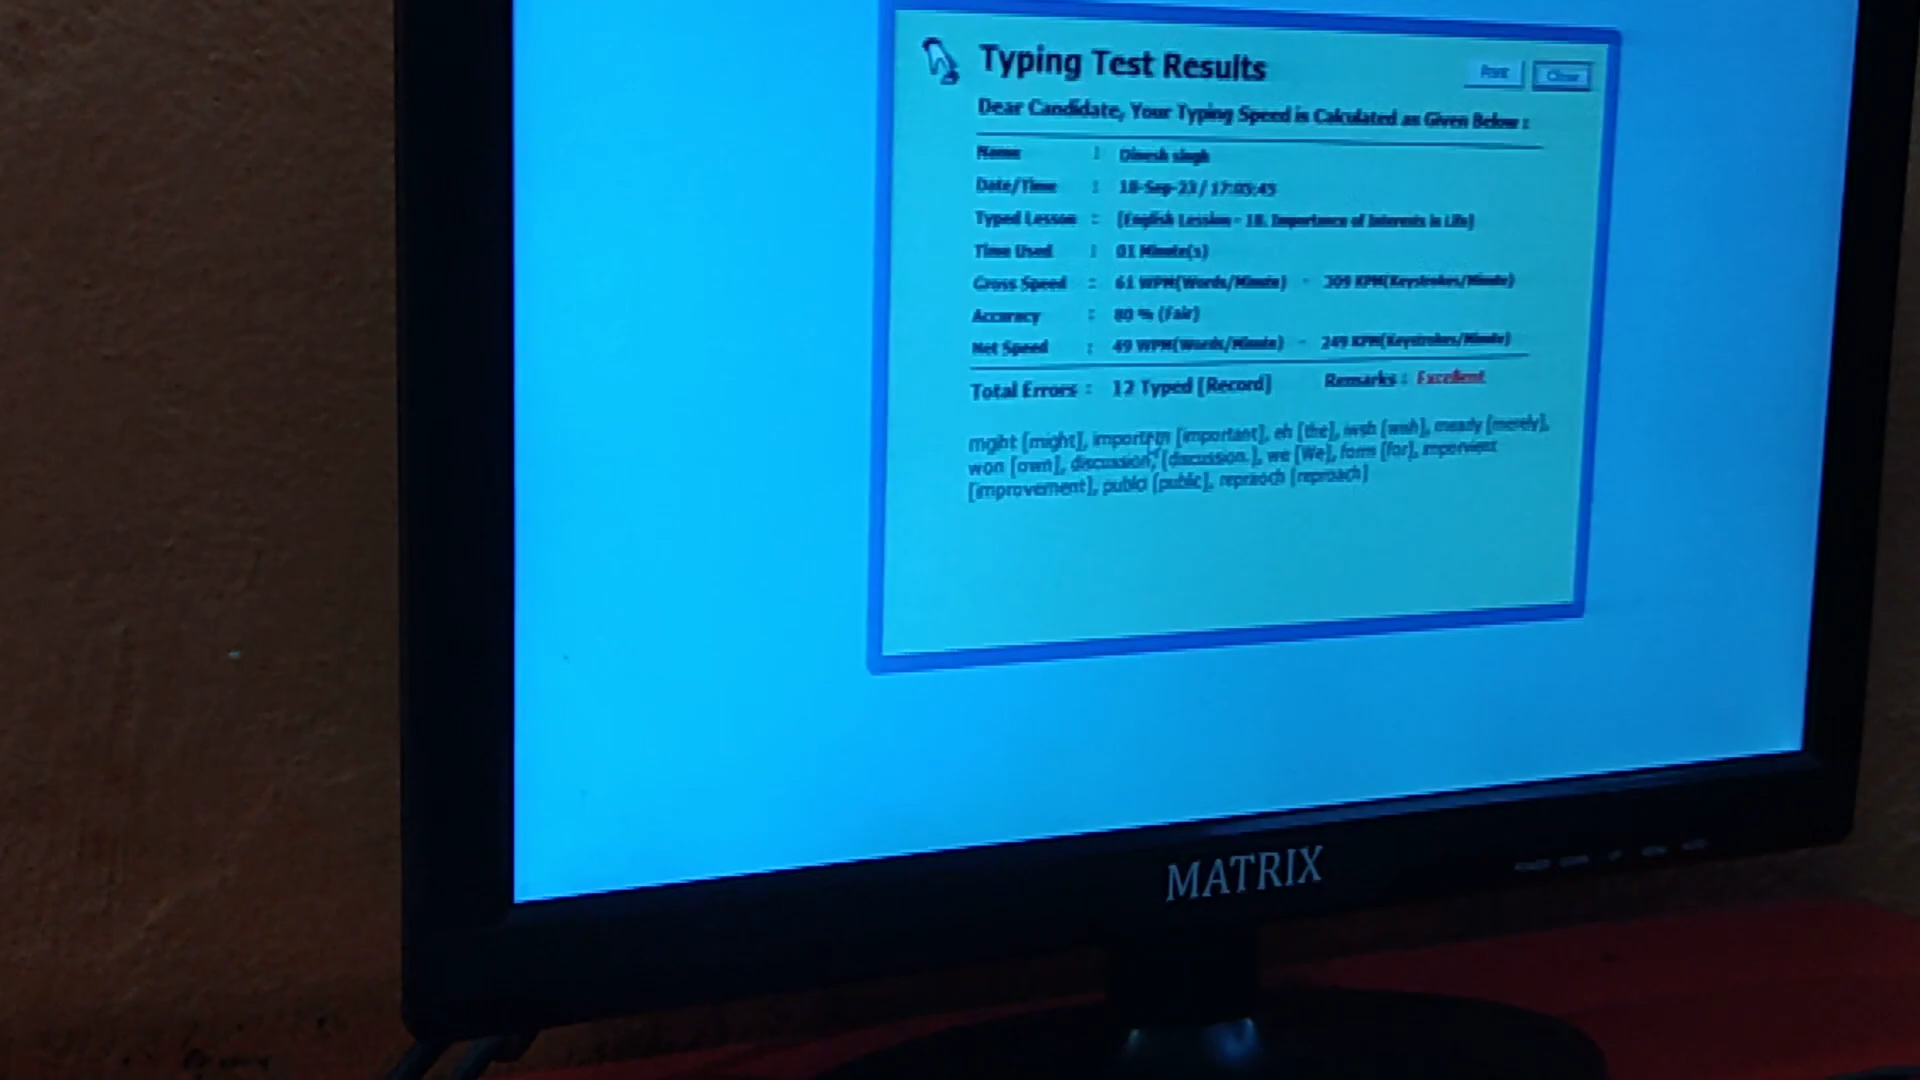 Typing Test Results
Print Close
Dear Candidate, Your Typing Speed is Calculated as Given Below :
Name : Dinesh singh
Date/Time : 18-Sep-23 / 17:05:45
Typed Lesson : (English Lession - 18. Importance of Interests in Life)
Time Used : 01 Minute(s)
Gross Speed : 61 WPM(Words/Minute) - 309 KPM(Keystrokes/Minute)
Accuracy : 80 % (Fair)
Net Speed : 49 WPM(Words/Minute) - 249 KPM(Keystrokes/Minute)
Total Errors : 12 Typed [Record] Remarks : Excellent
mgiht [might], [important], eh [the], iwsh [wish], [merely],
won [own], discussion, [discussion.], we [We], form [for],
[improvement], publci [public], [reproach]
MATRIX